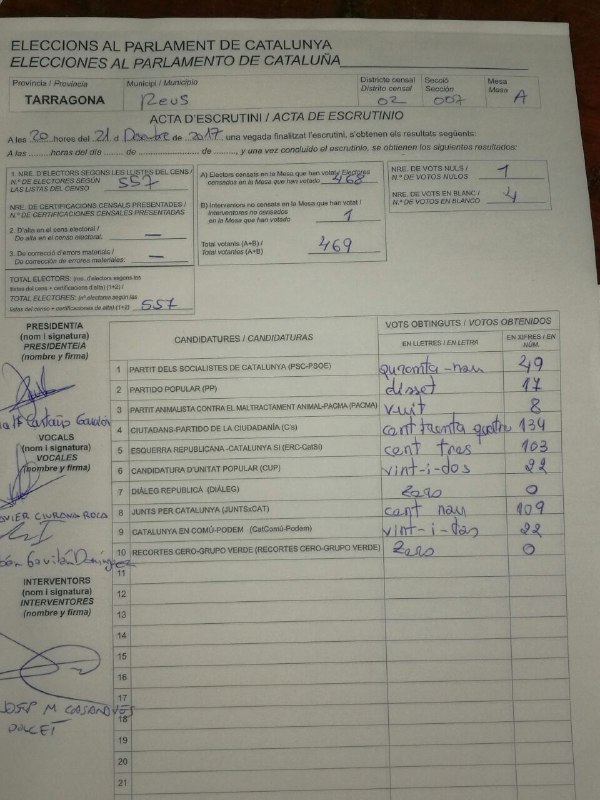 ELECCIONS AL PARLAMENT DE CATALUNYA
ELECCIONES AL PARLAMENTO DE CATALUÑA
Província / Provincia
TARRAGONA
Municipi / Municipio
Reus
Districte censal
Distrito censal
02
Secció
Sección
007
Mesa
Mesa
A
ACTA D'ESCRUTINI / ACTA DE ESCRUTINIO
A les 20 hores del 21 d Desembre de 2017 una vegada finalitzat l'escrutini, s'obtenen els resultats següents:
A las ........horas del día ........ de ................ de ........, y una vez concluido el escrutinio, se obtienen los siguientes resultados:
1. NRE. D'ELECTORS SEGONS LES LLISTES DEL CENS /
N.º DE ELECTORES SEGÚN
LAS LISTAS DEL CENSO
557
NRE. DE CERTIFICACIONS CENSALS PRESENTADES /
N.º DE CERTIFICACIONES CENSALES PRESENTADAS
2. D'alta en el cens electoral /
De alta en el censo electoral:
—
3. De correcció d'errades materials /
De corrección de errores materiales:
—
TOTAL ELECTORS: (nre. d'electors segons les
llistes del cens + certificacions d'alta) (1+2) /
TOTAL ELECTORES: (nº electores según las
listas del censo + certificaciones de alta) (1+2)
557
A) Electors censats en la Mesa que han votat / Electores
censados en la Mesa que han votado
468
B) Interventors no censats en la Mesa que han votat /
Interventores no censados
en la Mesa que han votado
1
Total votants (A+B) /
Total votantes (A+B)
469
NRE. DE VOTS NULS /
N.º DE VOTOS NULOS
1
NRE. DE VOTS EN BLANC /
N.º DE VOTOS EN BLANCO
4
PRESIDENT/A
(nom i signatura)
PRESIDENTE/A
(nombre y firma)
VOCALS
(nom i signatura)
VOCALES
(nombre y firma)
XAVIER CIURANA ROCA
INTERVENTORS
(nom i signatura)
INTERVENTORES
(nombre y firma)
JOSEP M
DOLCET
CANDIDATURES / CANDIDATURAS
VOTS OBTINGUTS / VOTOS OBTENIDOS
EN LLETRES / EN LETRA
EN XIFRES / EN NÚM.
1 PARTIT DELS SOCIALISTES DE CATALUNYA (PSC-PSOE) quranta-nau 49
2 PARTIDO POPULAR (PP) disset 17
3 PARTIT ANIMALISTA CONTRA EL MALTRACTAMENT ANIMAL-PACMA (PACMA) vuit 8
4 CIUTADANS-PARTIDO DE LA CIUDADANÍA (C's) cent trenta quatre 134
5 ESQUERRA REPUBLICANA -CATALUNYA SÍ (ERC-CatSí) cent tres 103
6 CANDIDATURA D'UNITAT POPULAR (CUP) vint-i-dos 22
7 DIÀLEG REPUBLICÀ (DIÀLEG) Zero 0
8 JUNTS PER CATALUNYA (JUNTSxCAT) cent nau 109
9 CATALUNYA EN COMÚ-PODEM (CatComú-Podem) vint-i-dos 22
10 RECORTES CERO-GRUPO VERDE (RECORTES CERO-GRUPO VERDE) Zero 0
11
12
13
14
15
16
17
18
19
20
21